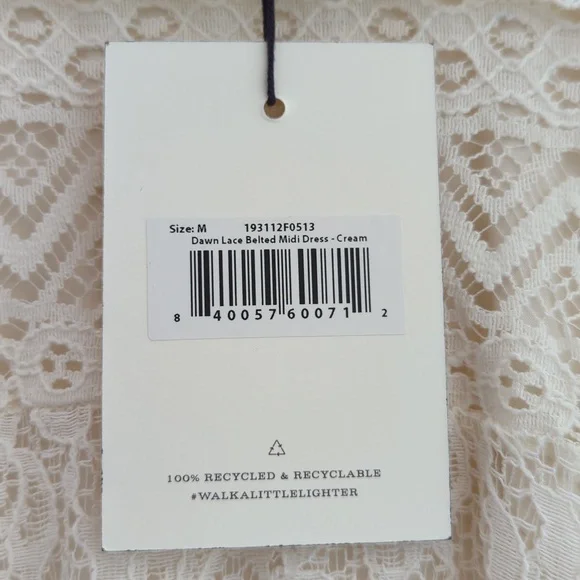 Size: M 193112F0513
Dawn Lace Belted Midi Dress - Cream
8 40057 60071 2
100% RECYCLED & RECYCLABLE
#WALKALITTLELIGHTER